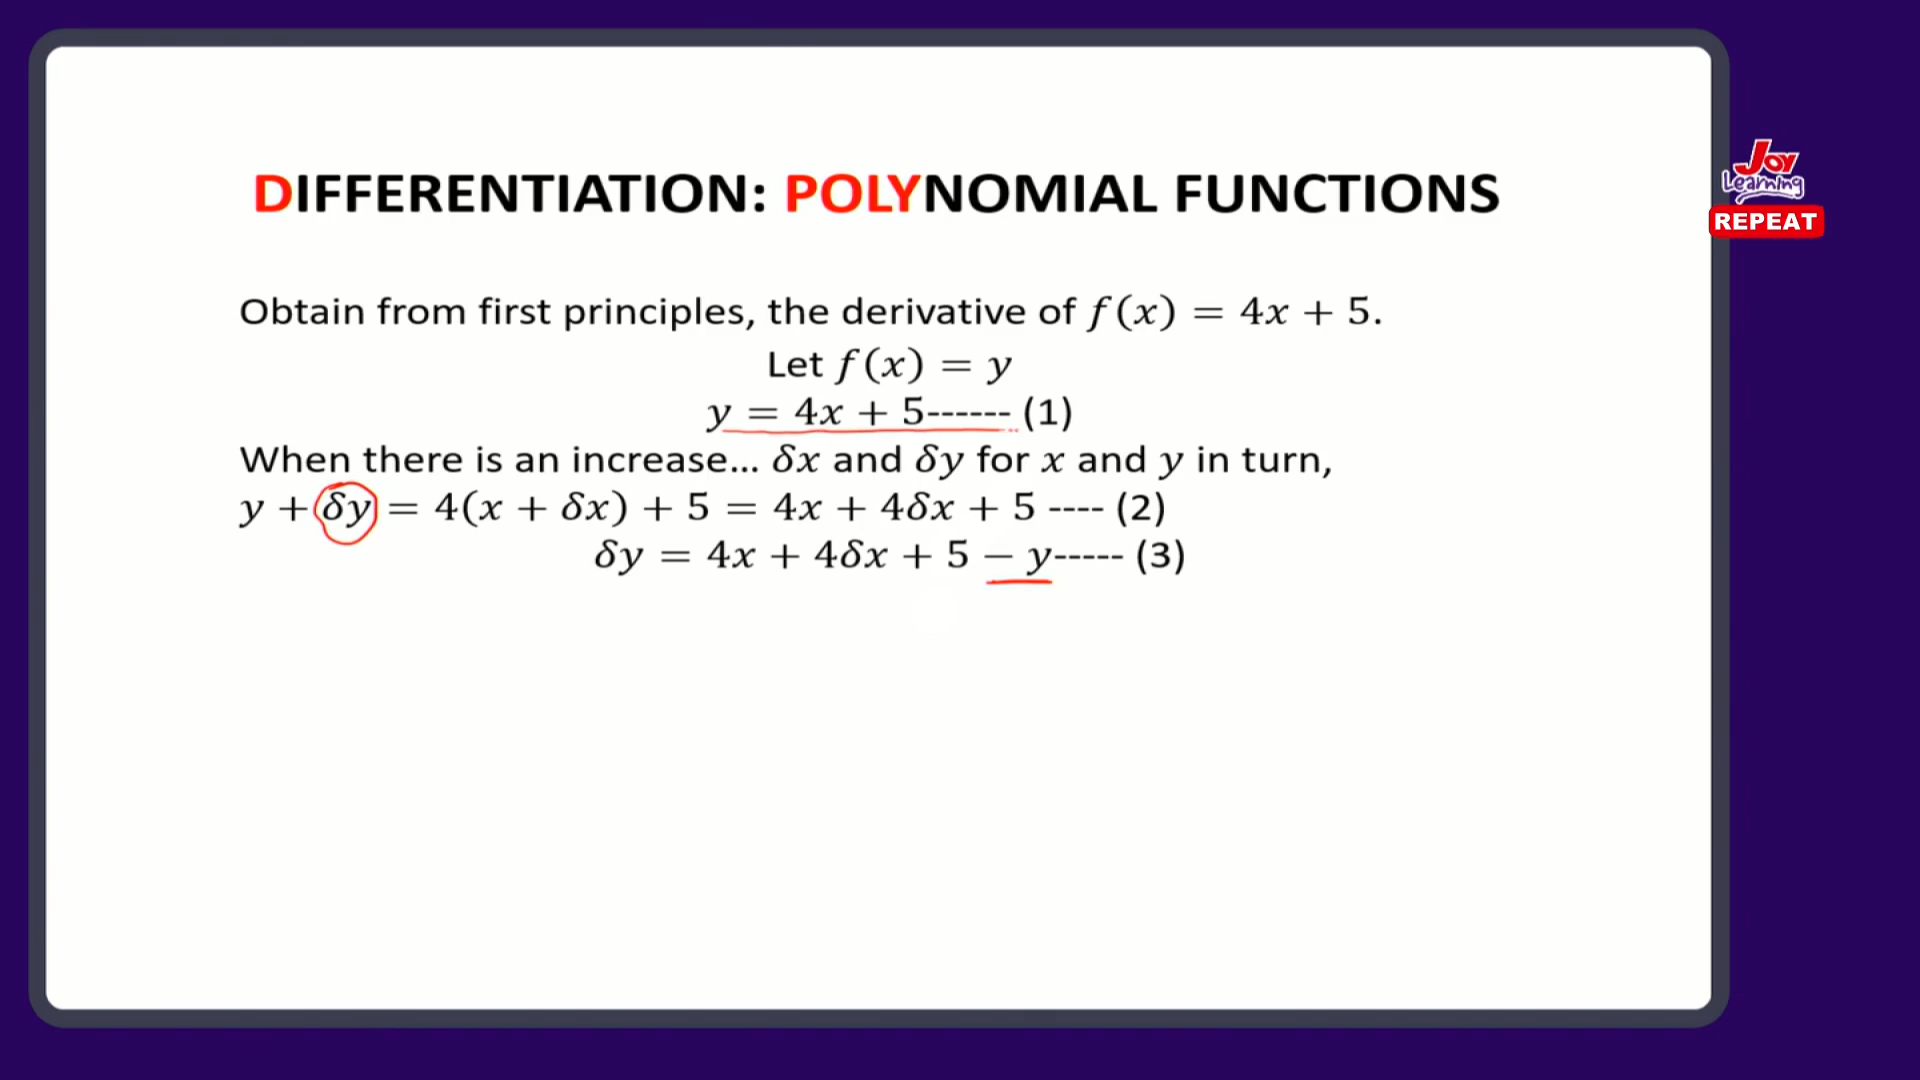 DIFFERENTIATION: POLYNOMIAL FUNCTIONS
Joy
Learning
REPEAT
Obtain from first principles, the derivative of f(x) = 4x + 5.
Let f(x) = y
y = 4x + 5------ (1)
When there is an increase... δx and δy for x and y in turn,
y + δy = 4(x + δx) + 5 = 4x + 4δx + 5 ---- (2)
δy = 4x + 4δx + 5 − y----- (3)